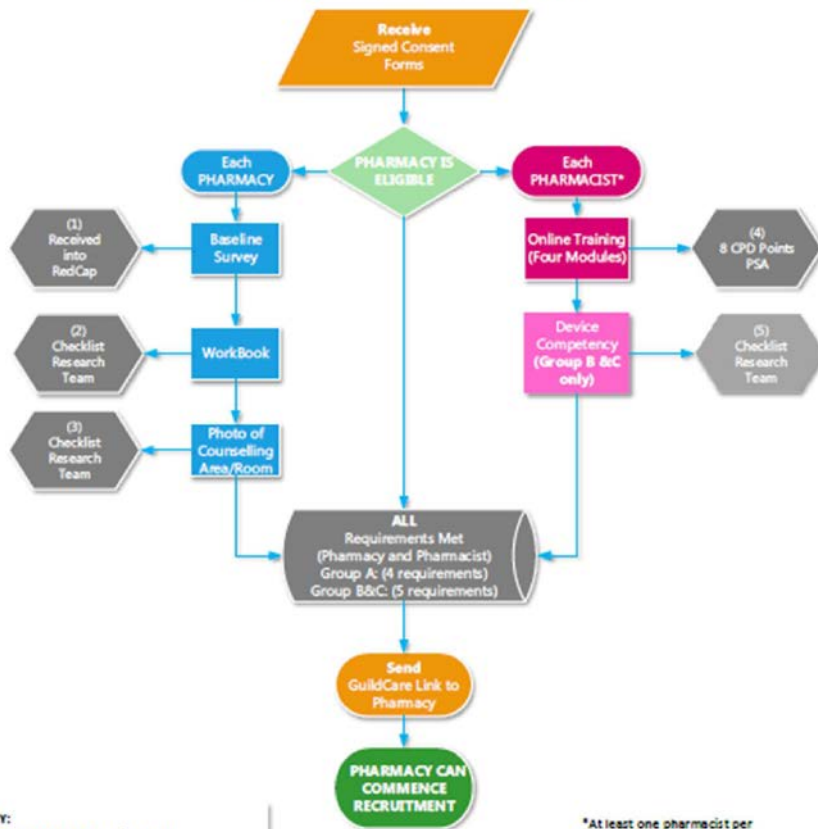 Receive
Signed Consent
Forms
PHARMACY IS
ELIGIBLE
Each
PHARMACY
Each
PHARMACIST*
(1)
Received
into
RedCap
Baseline
Survey
Online Training
(Four Modules)
(4)
8 CPD Points
PSA
(2)
Checklist
Research
Team
WorkBook
Device
Competency
(Group B &C
only)
(5)
Checklist
Research
Team
(3)
Checklist
Research
Team
Photo of
Counselling
Area/Room
ALL
Requirements Met
(Pharmacy and Pharmacist)
Group A: (4 requirements)
Group B&C: (5 requirements)
Send
GuildCare Link to
Pharmacy
PHARMACY CAN
COMMENCE
RECRUITMENT
Y:
*At least one pharmacist per